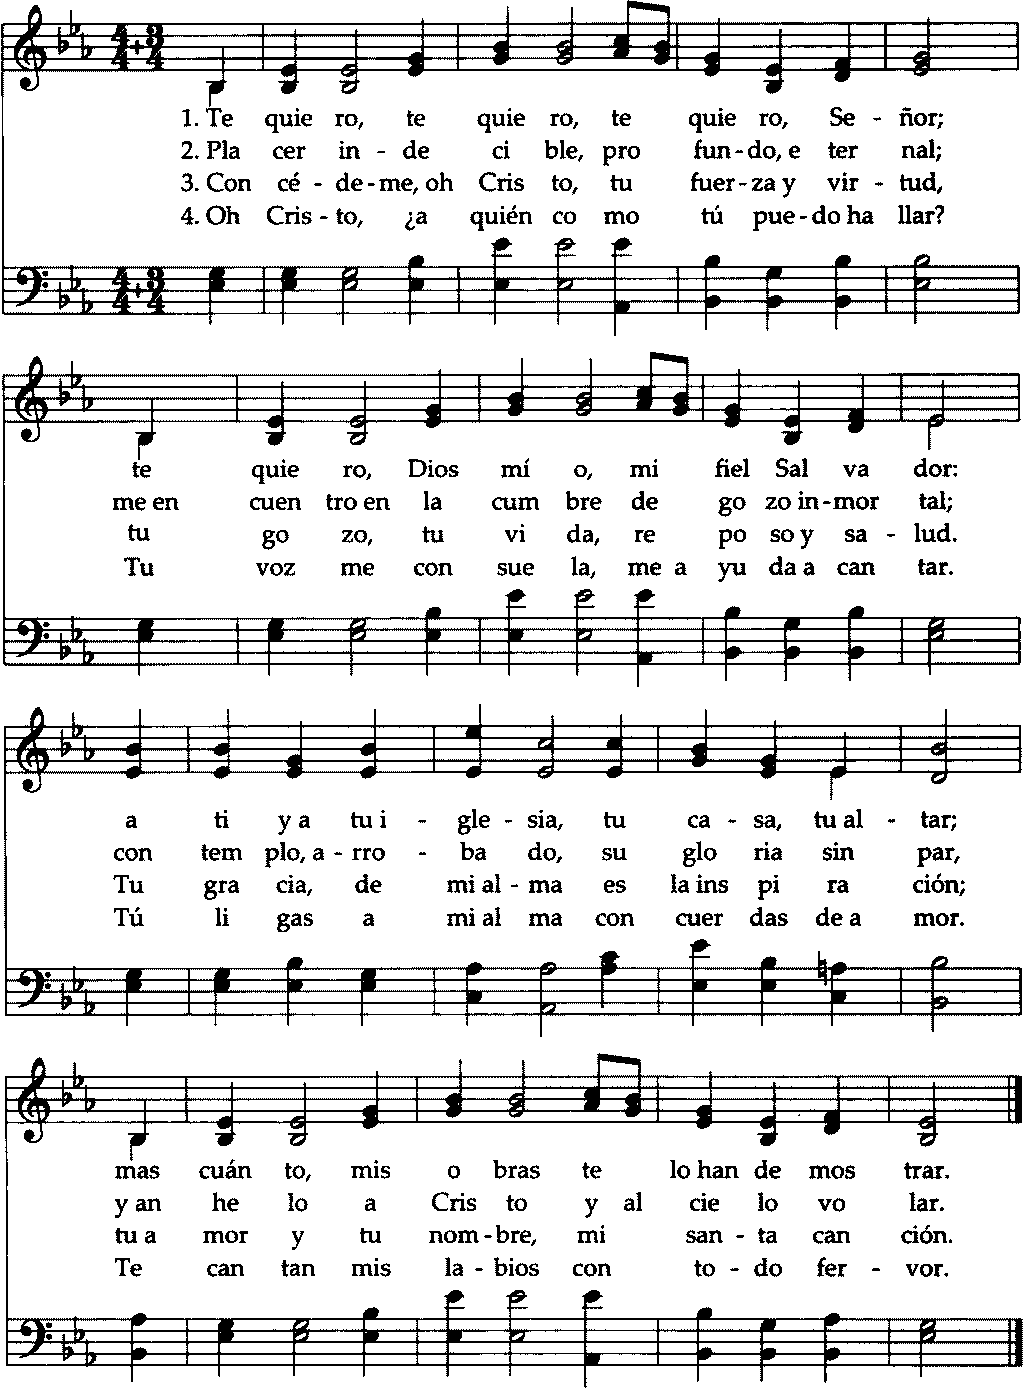 4/4+3/4
1. Te quie ro, te quie ro, te quie ro, Se - ñor;
2. Pla cer in - de ci ble, pro fun - do, e ter nal;
3. Con cé - de - me, oh Cris to, tu fuer - za y vir - tud,
4. Oh Cris - to, ¿a quién co mo tú pue - do ha llar?
4/4+3/4
te quie ro, Dios mí o, mi fiel Sal va dor:
me en cuen tro en la cum bre de go zo in - mor tal;
tu go zo, tu vi da, re po so y sa - lud.
Tu voz me con sue la, me a yu da a can tar.
a ti y a tu i - gle - sia, tu ca - sa, tu al - tar;
con tem plo, a - rro - ba do, su glo ria sin par,
Tu gra cia, de mi al - ma es la ins pi ra ción;
Tú li gas a mi al ma con cuer das de a mor.
mas cuán to, mis o bras te lo han de mos trar.
y an he lo a Cris to y al cie lo vo lar.
tu a mor y tu nom - bre, mi san - ta can ción.
Te can tan mis la - bios con to - do fer - vor.